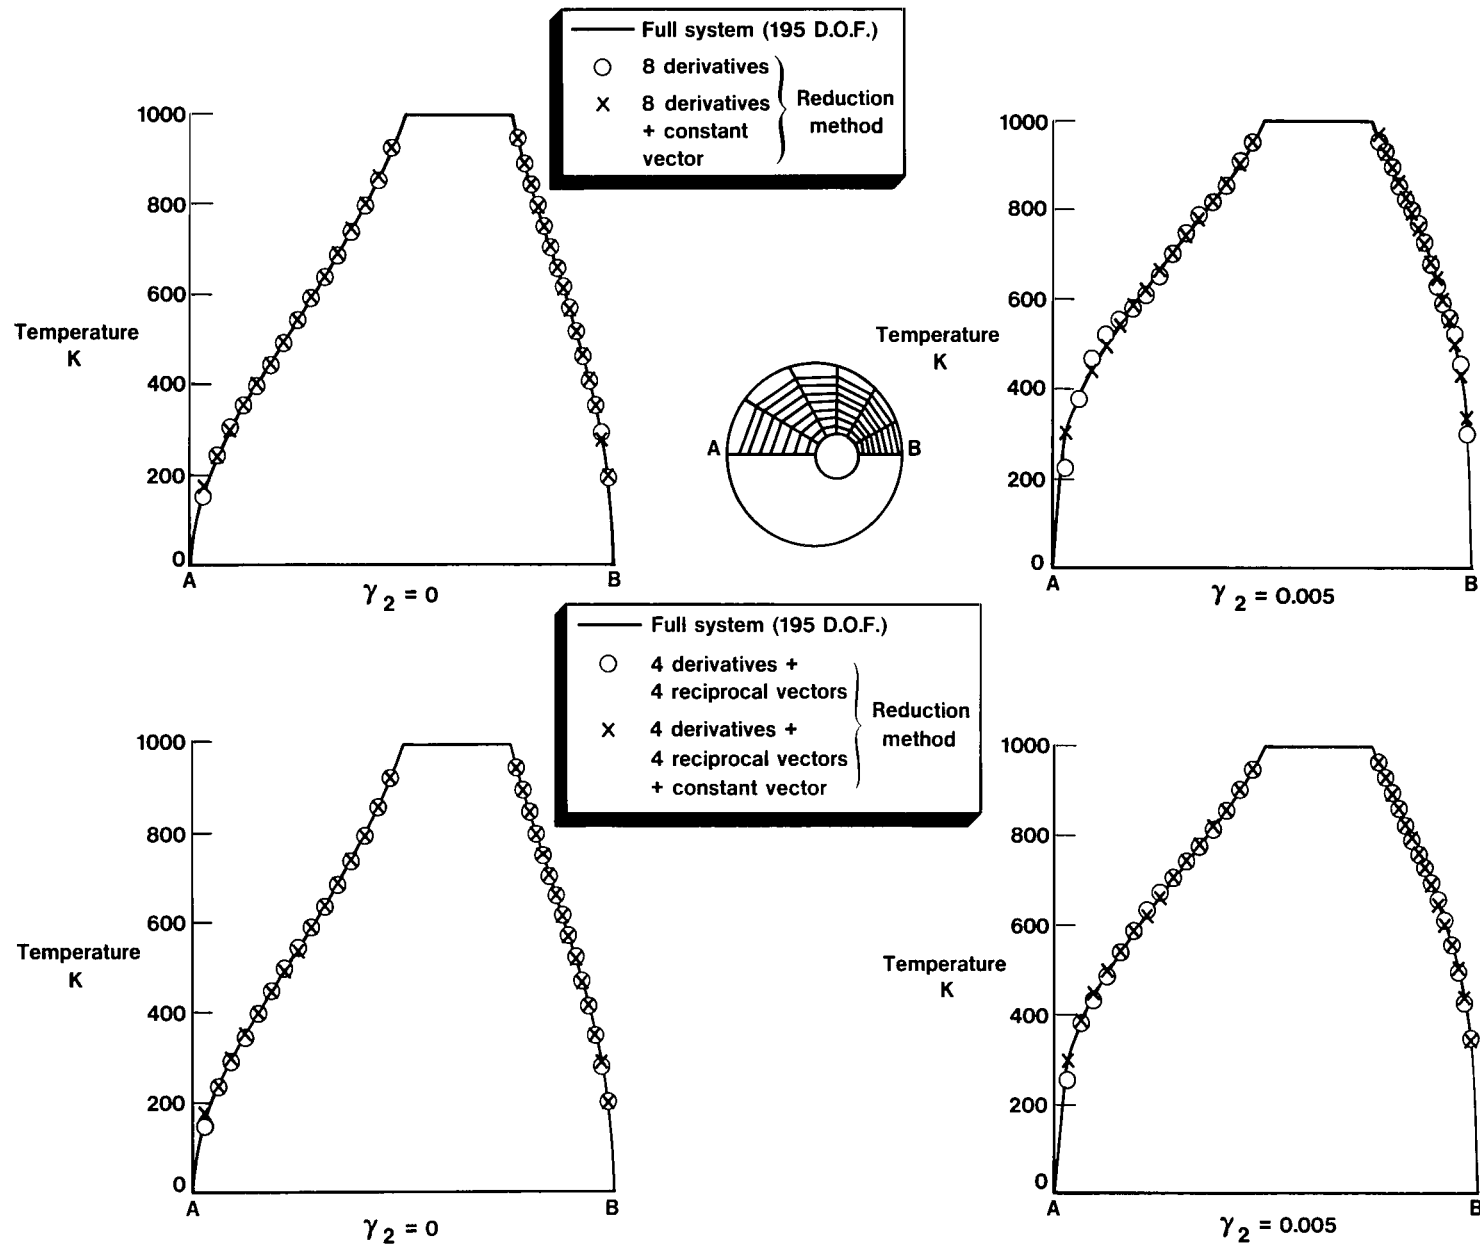 Full system (195 D.O.F.)
8 derivatives
8 derivatives
+ constant
vector
Reduction
method
1000
800
600
400
200
0
Temperature
K
A
B
γ2 = 0
A
B
1000
800
600
400
200
0
Temperature
K
A
B
γ2 = 0.005
Full system (195 D.O.F.)
4 derivatives +
4 reciprocal vectors
4 derivatives +
4 reciprocal vectors
+ constant vector
Reduction
method
1000
800
600
400
200
0
Temperature
K
A
B
γ2 = 0
1000
800
600
400
200
0
Temperature
K
A
B
γ2 = 0.005